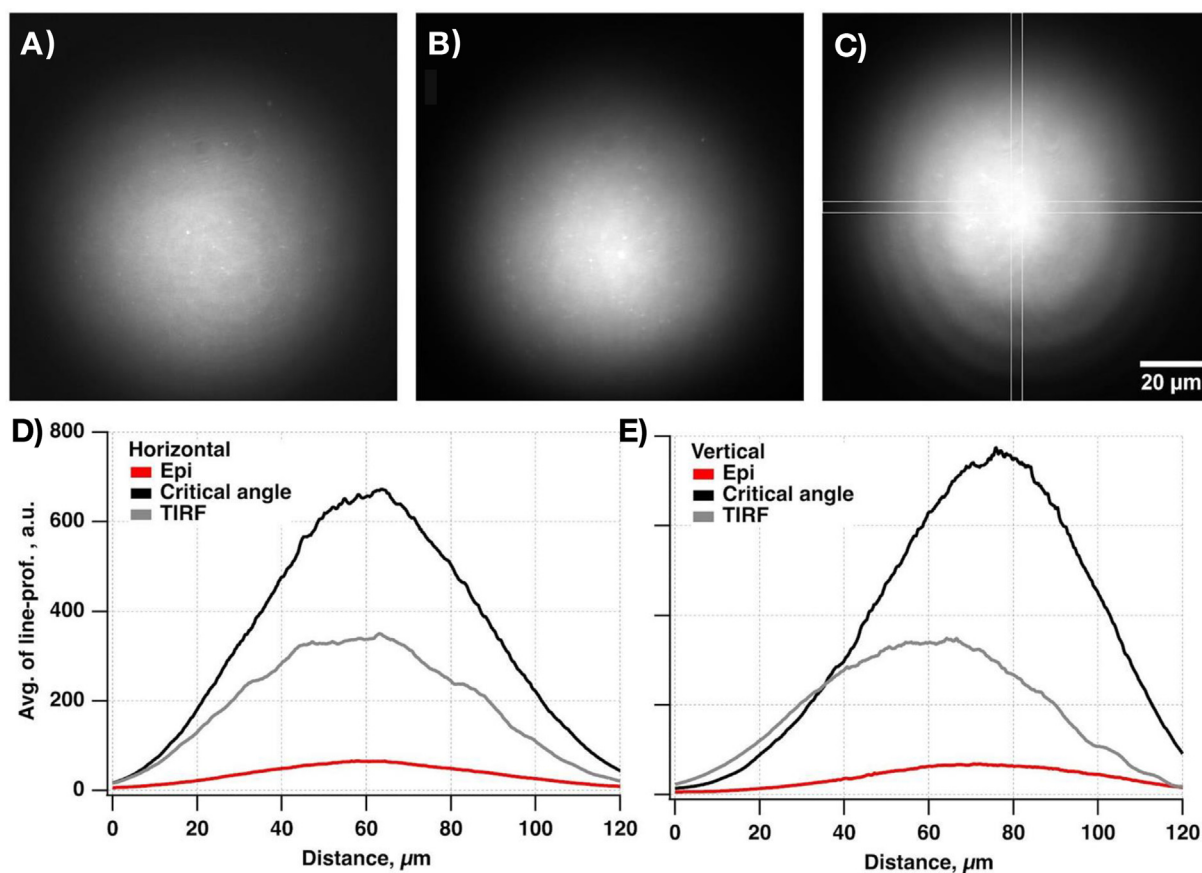 A)
B)
C)
20 µm
D)
800
600
400
200
0
Avg. of line-prof. , a.u.
Horizontal
Epi
Critical angle
TIRF
0 20 40 60 80 100 120
Distance, µm
E)
Vertical
Epi
Critical angle
TIRF
0 20 40 60 80 100 120
Distance, µm